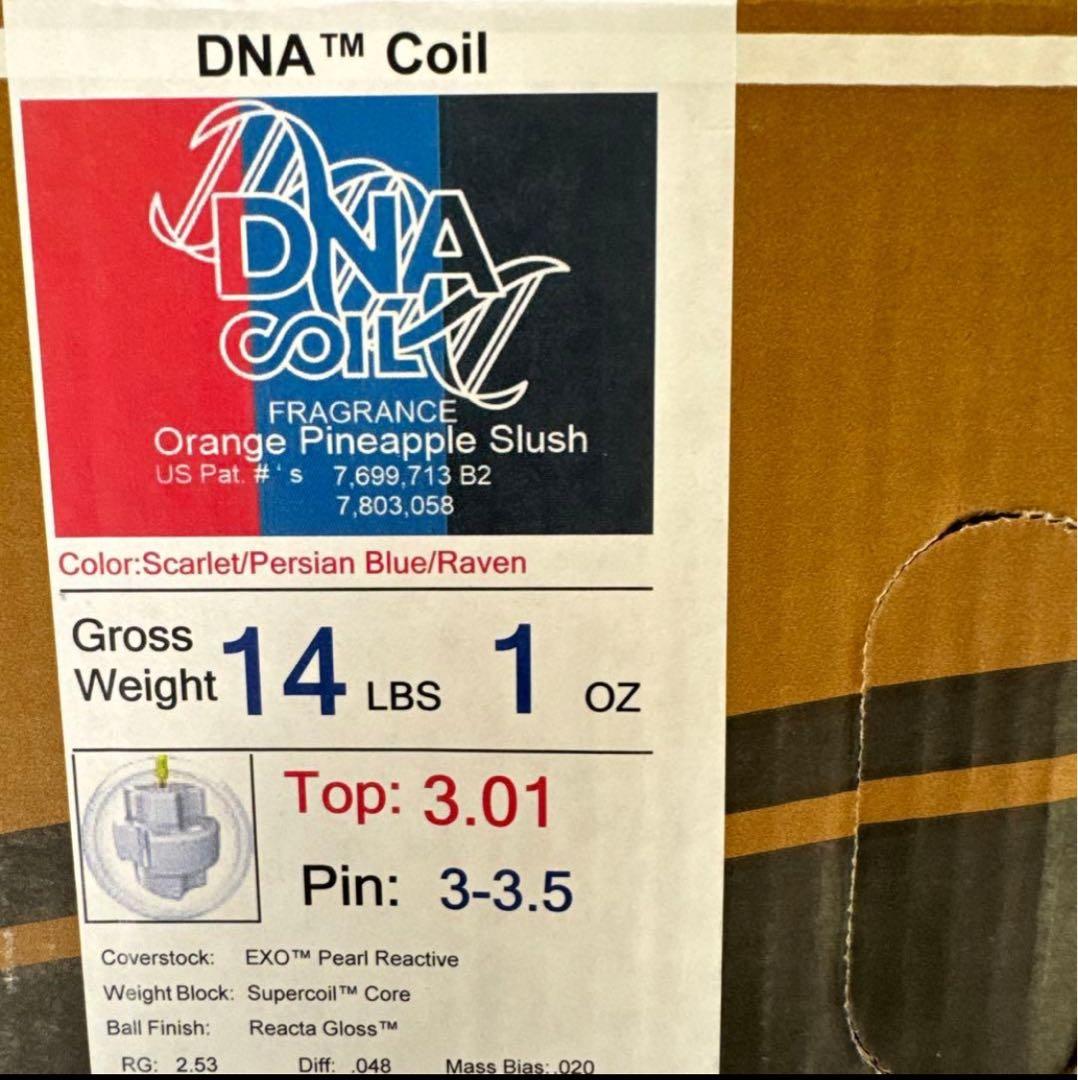 DNA™ Coil
DNA
COIL
FRAGRANCE
Orange Pineapple Slush
US Pat. #'s 7,699,713 B2
7,803,058
Color:Scarlet/Persian Blue/Raven
Gross Weight 14 LBS 1 OZ
Top: 3.01
Pin: 3-3.5
Coverstock: EXO™ Pearl Reactive
Weight Block: Supercoil™ Core
Ball Finish: Reacta Gloss™
RG: 2.53 Diff: .048 Mass Bias: .020